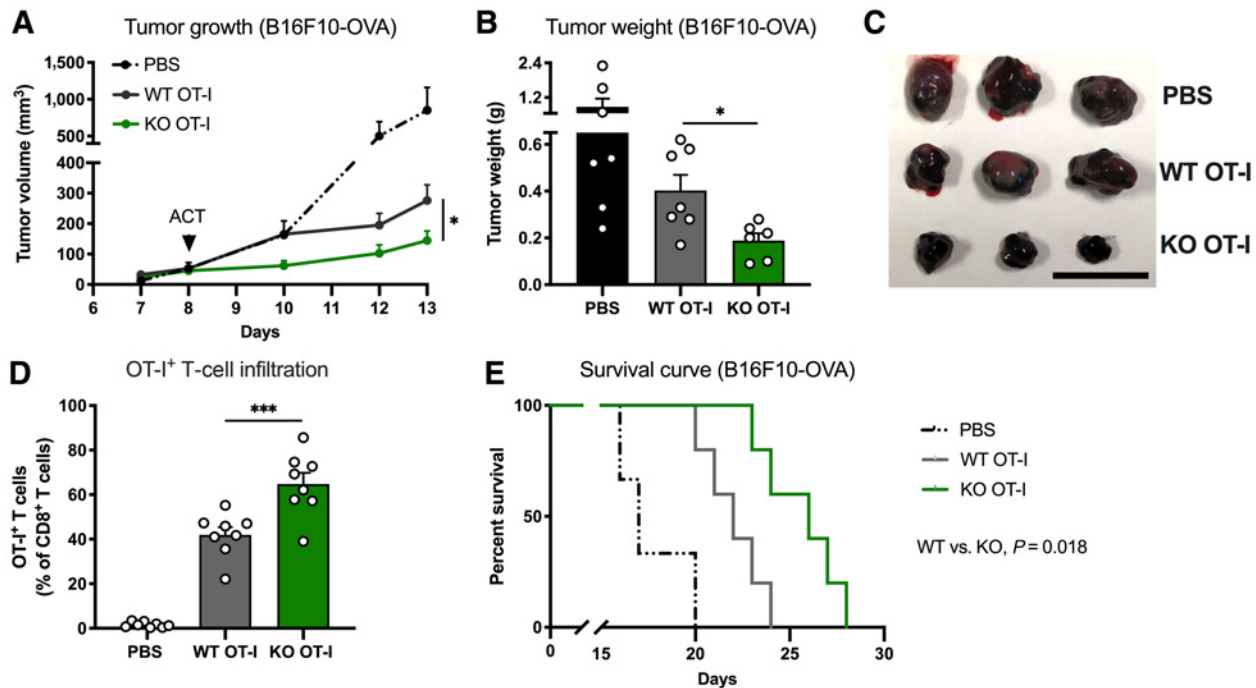 A
Tumor growth (B16F10-OVA)
PBS
WT OT-I
KO OT-I
Tumor volume (mm³)
1,500
1,000
500
400
300
200
100
0
ACT
*
6 7 8 9 10 11 12 13
Days
B
Tumor weight (B16F10-OVA)
Tumor weight (g)
2.4
1.2
0.6
0.4
0.2
0.0
*
PBS WT OT-I KO OT-I
C
PBS
WT OT-I
KO OT-I
D
OT-I⁺ T-cell infiltration
OT-I⁺ T cells
(% of CD8⁺ T cells)
100
80
60
40
20
0
***
PBS WT OT-I KO OT-I
E
Survival curve (B16F10-OVA)
Percent survival
100
50
0
0 15 20 25 30
Days
PBS
WT OT-I
KO OT-I
WT vs. KO, P = 0.018